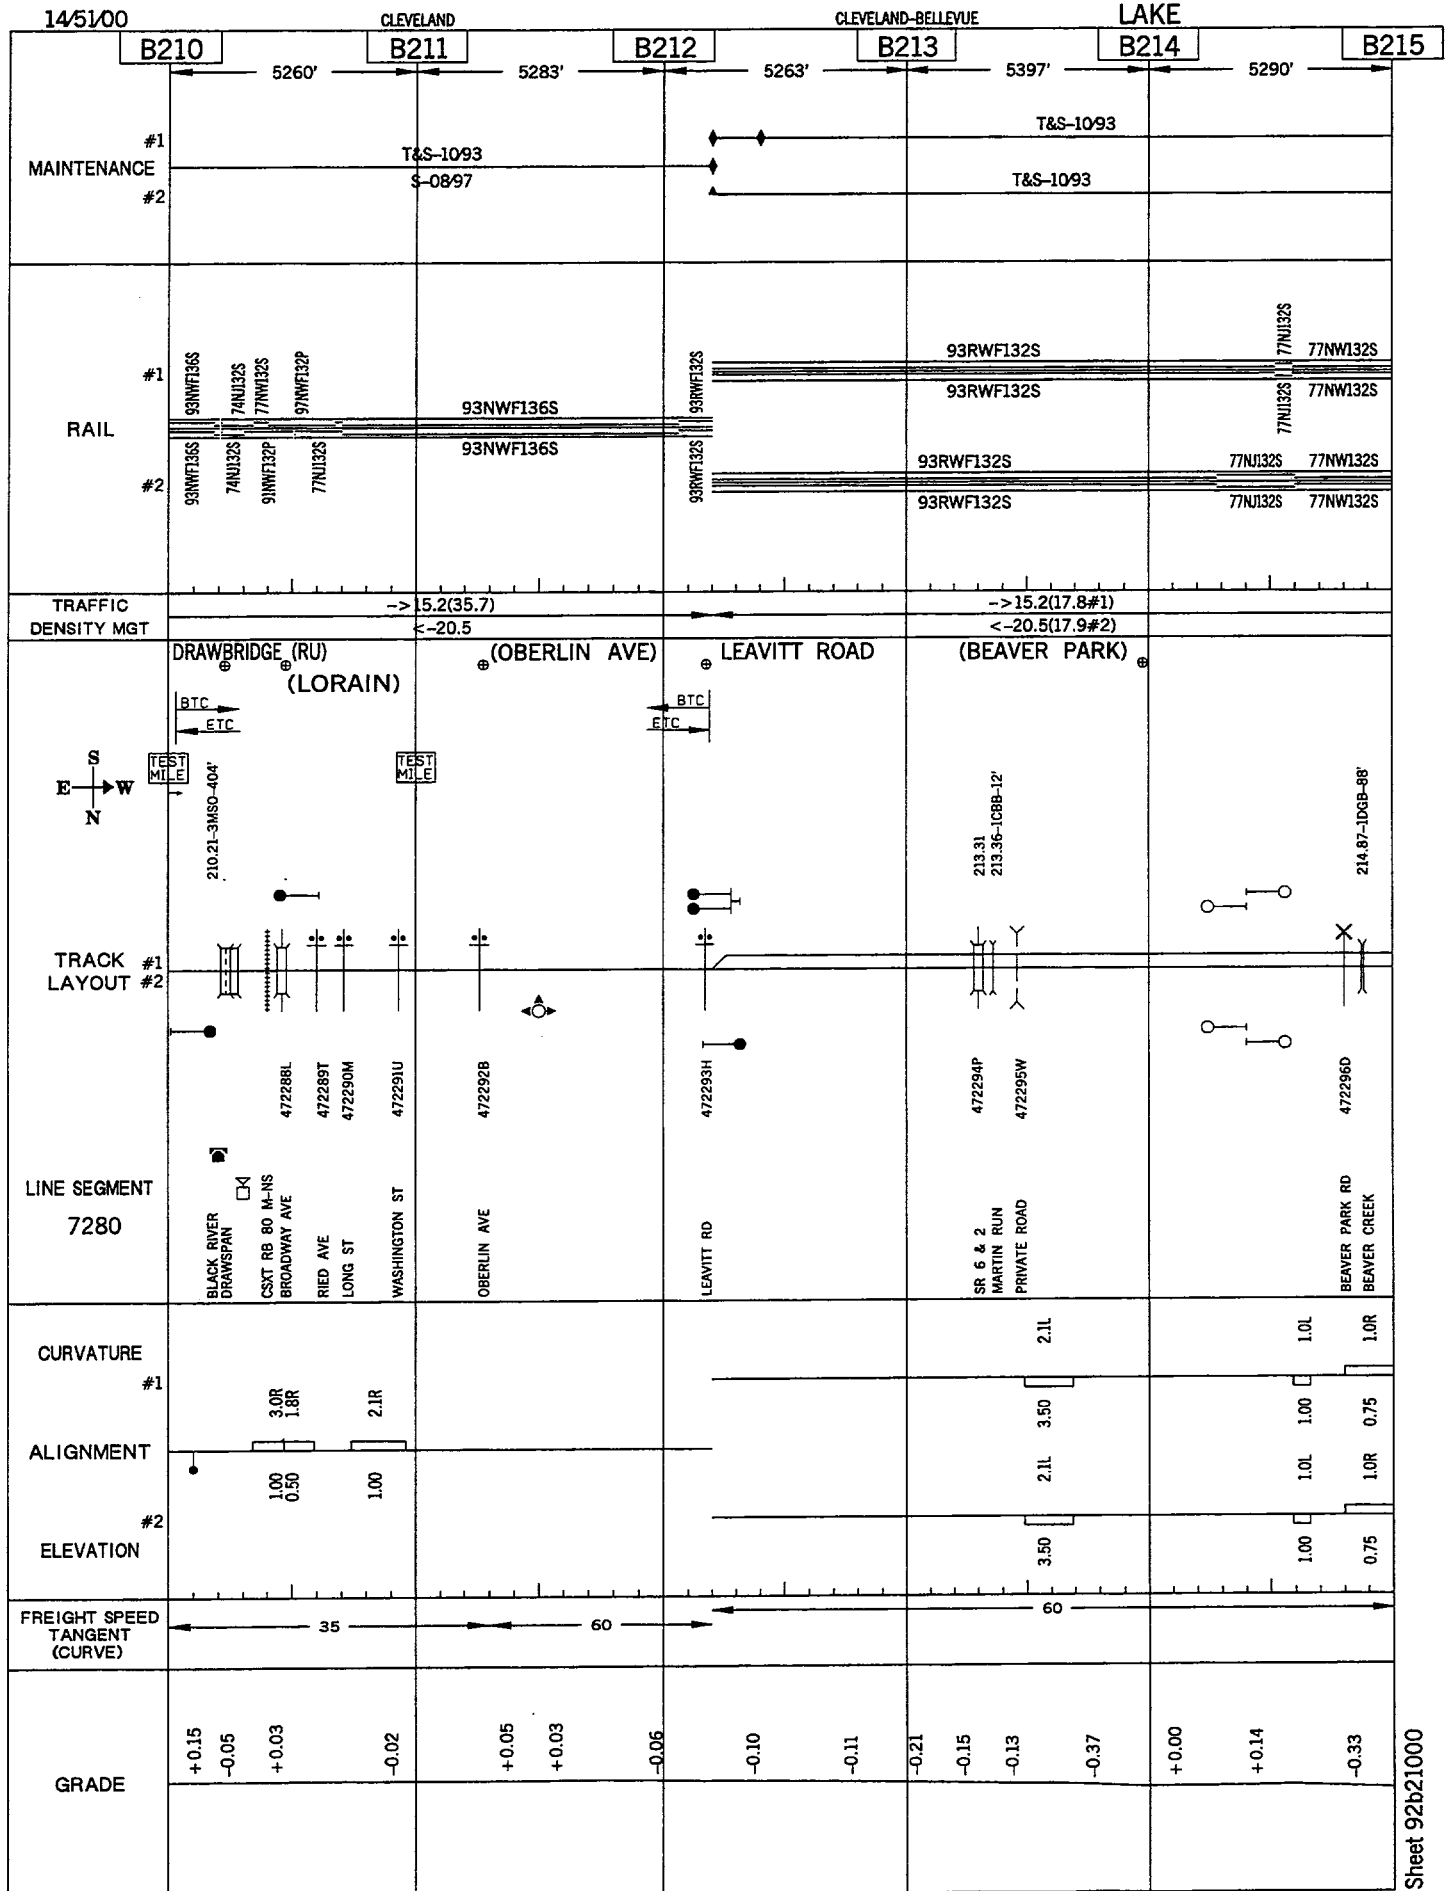 14/51/00 CLEVELAND CLEVELAND-BELLEVUE LAKE
B210 B211 B212 B213 B214 B215
5260' 5283' 5263' 5397' 5290'
#1
T&S-10/93
T&S-10/93
MAINTENANCE
S-08/97
T&S-10/93
#2
93NWF136S 74NJ132S 77NW132S 97NWF132P 93RWF132S 77NJ132S
#1
93RWF132S 77NW132S
93RWF132S 77NW132S
77NJ132S
93NWF136S
RAIL
93NWF136S
93NWF136S 74NJ132S 91NWF132P 77NJ132S 93RWF132S
#2
93RWF132S 77NJ132S 77NW132S
93RWF132S 77NJ132S 77NW132S
TRAFFIC
DENSITY MGT
->15.2(35.7) ->15.2(17.8#1)
<-20.5 <-20.5(17.9#2)
DRAWBRIDGE (RU) (OBERLIN AVE) LEAVITT ROAD (BEAVER PARK)
(LORAIN)
BTC BTC
ETC ETC
S
E W
N
TEST
MILE
TEST
MILE
210.21-3MSO-404'
213.31
213.36-1CBB-12'
214.87-1DGB-88'
TRACK #1
LAYOUT #2
472288L
472289T
472290M
472291U
472292B
472293H
472294P
472295W
472296D
LINE SEGMENT
7280
BLACK RIVER
DRAWSPAN
CSXT RB 80 M-NS
BROADWAY AVE
RIED AVE
LONG ST
WASHINGTON ST
OBERLIN AVE
LEAVITT RD
SR 6 & 2
MARTIN RUN
PRIVATE ROAD
BEAVER PARK RD
BEAVER CREEK
CURVATURE
#1
2.1L 1.0L 1.0R
3.50 1.00 0.75
3.0R 1.8R 2.1R
ALIGNMENT
1.00 0.50 1.00
2.1L 1.0L 1.0R
#2
ELEVATION
3.50 1.00 0.75
FREIGHT SPEED
TANGENT
(CURVE)
35 60 60
GRADE
+0.15 -0.05 +0.03 -0.02 +0.05 +0.03 -0.06 -0.10 -0.11 -0.21 -0.15 -0.13 -0.37 +0.00 +0.14 -0.33
Sheet 92b21000